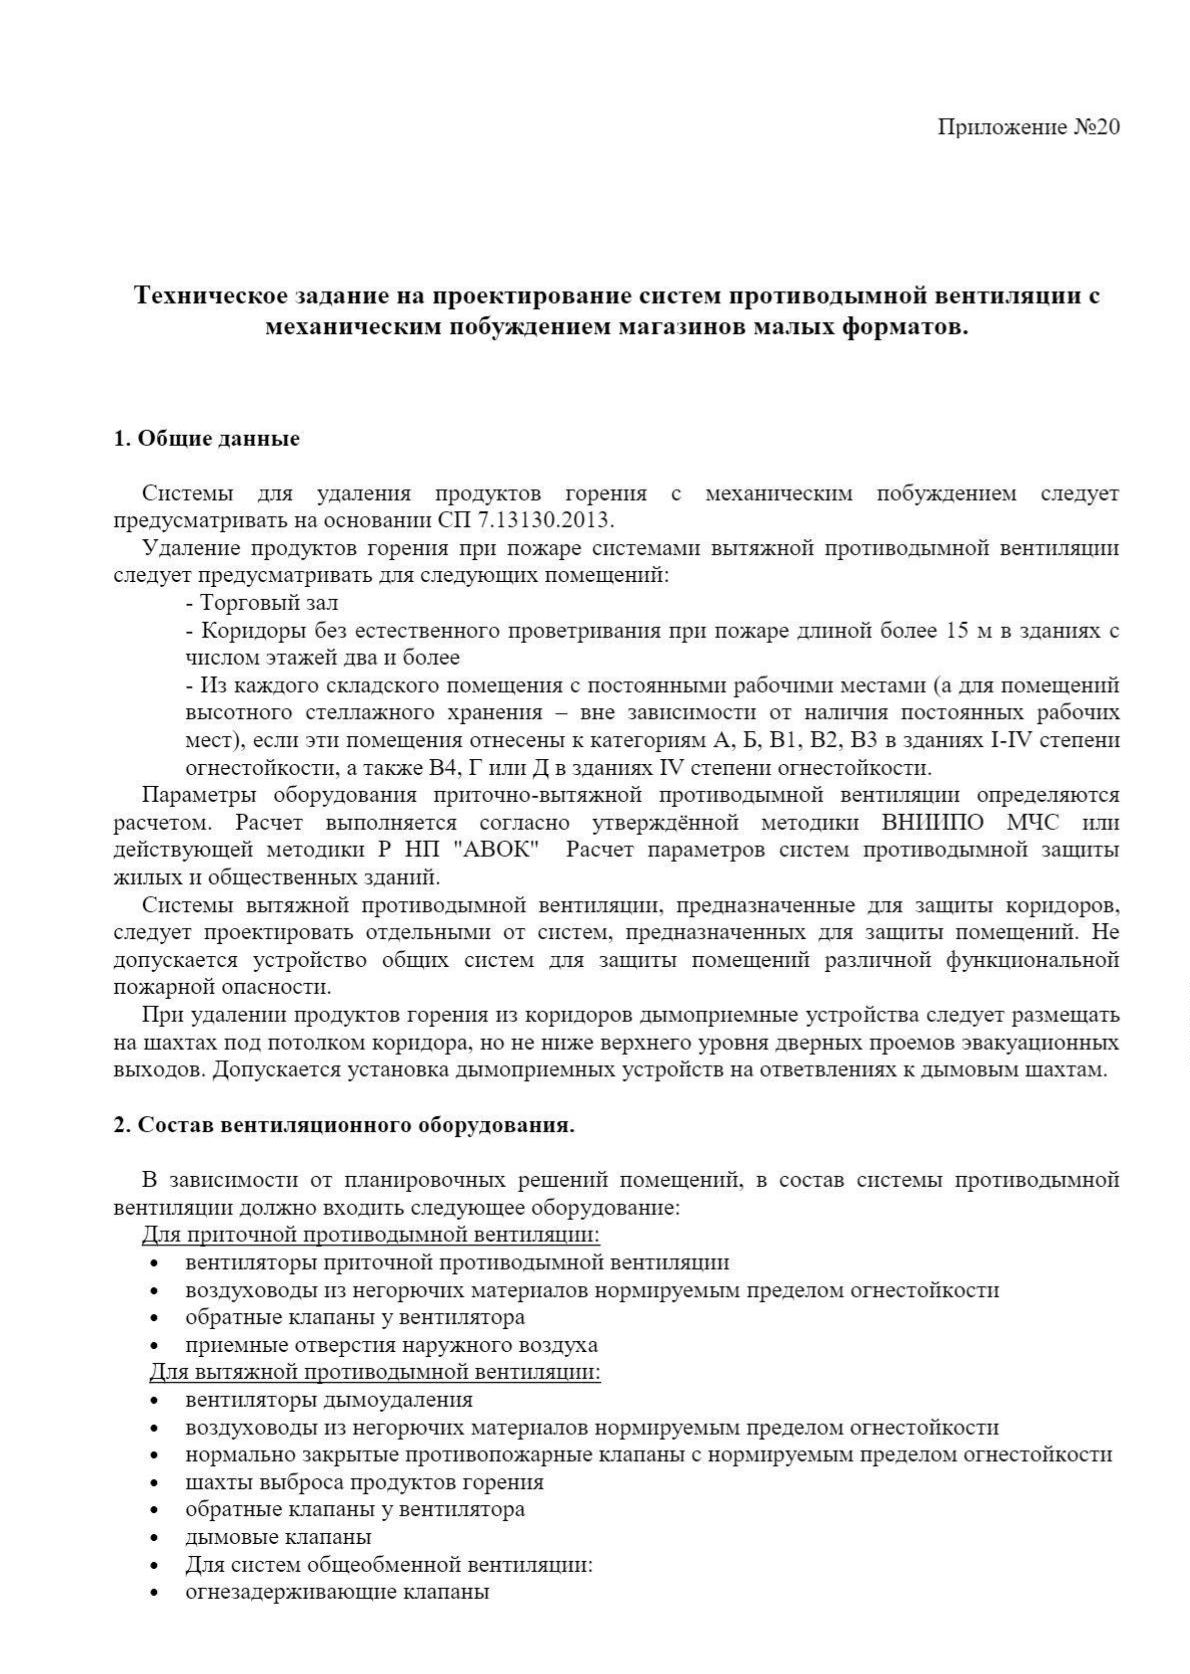 Приложение №20
Техническое задание на проектирование систем противодымной вентиляции с
механическим побуждением магазинов малых форматов.
1. Общие данные
Системы для удаления продуктов горения с механическим побуждением следует
предусматривать на основании СП 7.13130.2013.
Удаление продуктов горения при пожаре системами вытяжной противодымной вентиляции
следует предусматривать для следующих помещений:
- Торговый зал
- Коридоры без естественного проветривания при пожаре длиной более 15 м в зданиях с
числом этажей два и более
- Из каждого складского помещения с постоянными рабочими местами (а для помещений
высотного стеллажного хранения – вне зависимости от наличия постоянных рабочих
мест), если эти помещения отнесены к категориям А, Б, В1, В2, В3 в зданиях I-IV степени
огнестойкости, а также В4, Г или Д в зданиях IV степени огнестойкости.
Параметры оборудования приточно-вытяжной противодымной вентиляции определяются
расчетом. Расчет выполняется согласно утверждённой методики ВНИИПО МЧС или
действующей методики Р НП "АВОК" Расчет параметров систем противодымной защиты
жилых и общественных зданий.
Системы вытяжной противодымной вентиляции, предназначенные для защиты коридоров,
следует проектировать отдельными от систем, предназначенных для защиты помещений. Не
допускается устройство общих систем для защиты помещений различной функциональной
пожарной опасности.
При удалении продуктов горения из коридоров дымоприемные устройства следует размещать
на шахтах под потолком коридора, но не ниже верхнего уровня дверных проемов эвакуационных
выходов. Допускается установка дымоприемных устройств на ответвлениях к дымовым шахтам.
2. Состав вентиляционного оборудования.
В зависимости от планировочных решений помещений, в состав системы противодымной
вентиляции должно входить следующее оборудование:
Для приточной противодымной вентиляции:
• вентиляторы приточной противодымной вентиляции
• воздуховоды из негорючих материалов нормируемым пределом огнестойкости
• обратные клапаны у вентилятора
• приемные отверстия наружного воздуха
Для вытяжной противодымной вентиляции:
• вентиляторы дымоудаления
• воздуховоды из негорючих материалов нормируемым пределом огнестойкости
• нормально закрытые противопожарные клапаны с нормируемым пределом огнестойкости
• шахты выброса продуктов горения
• обратные клапаны у вентилятора
• дымовые клапаны
• Для систем общеобменной вентиляции:
• огнезадерживающие клапаны